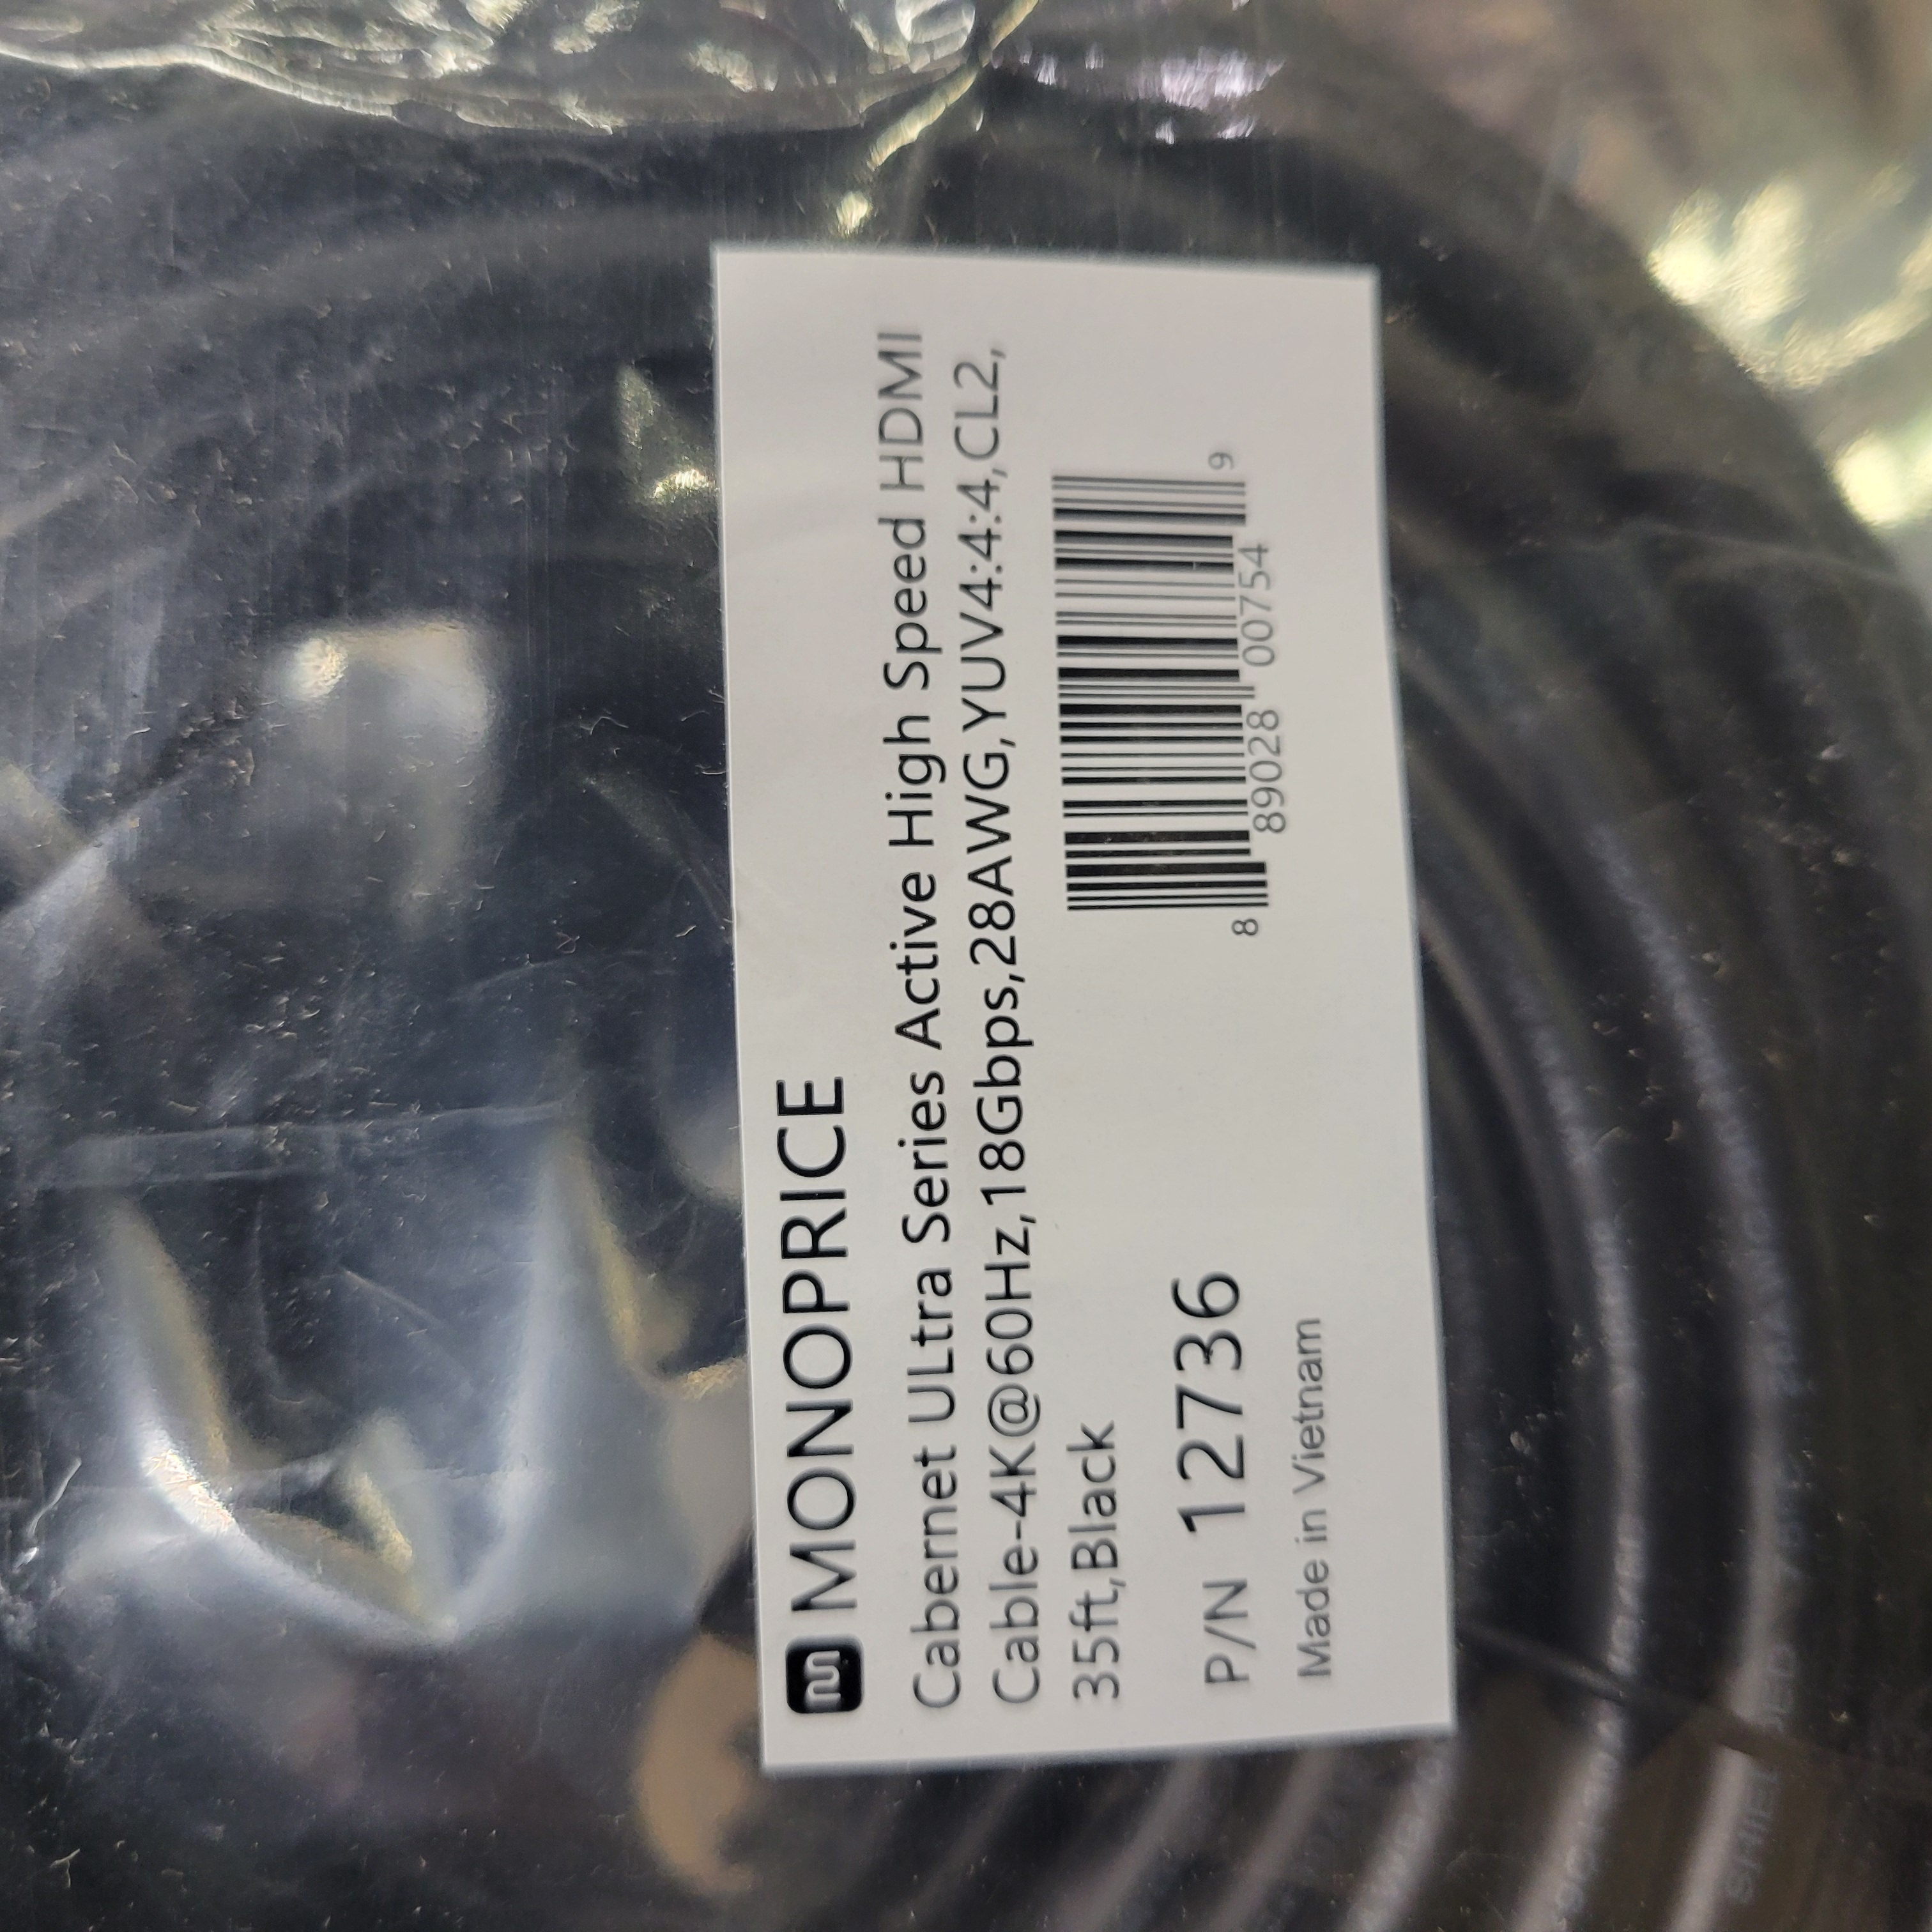 m MONOPRICE
Cabernet ULtra Series Active High Speed HDMI
Cable-4K@60Hz,18Gbps,28AWG,YUV4:4:4,CL2,
35ft,Black
P/N 12736
Made in Vietnam
8 89028 00754 9